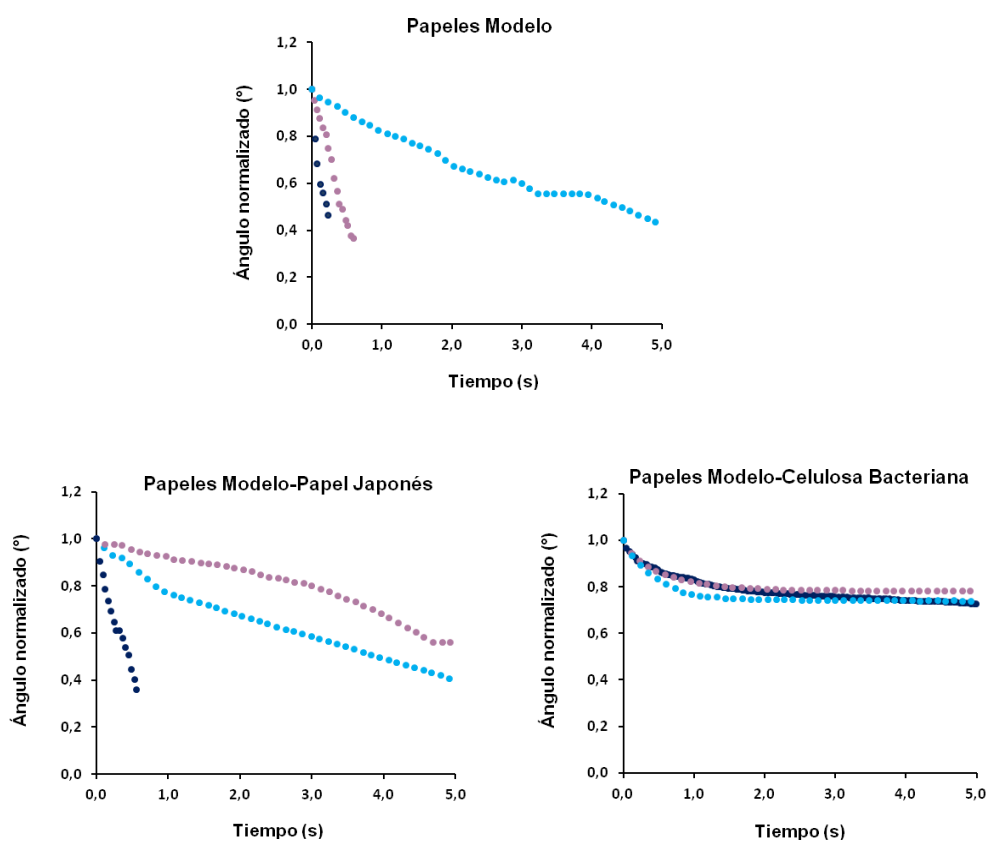 Papeles Modelo
1,2
1,0
0,8
0,6
0,4
0,2
0,0
Ángulo normalizado (°)
0,0 1,0 2,0 3,0 4,0 5,0
Tiempo (s)
Papeles Modelo-Papel Japonés
1,2
1,0
0,8
0,6
0,4
0,2
0,0
Ángulo normalizado (°)
0,0 1,0 2,0 3,0 4,0 5,0
Tiempo (s)
Papeles Modelo-Celulosa Bacteriana
1,2
1,0
0,8
0,6
0,4
0,2
0,0
Ángulo normalizado (°)
0,0 1,0 2,0 3,0 4,0 5,0
Tiempo (s)